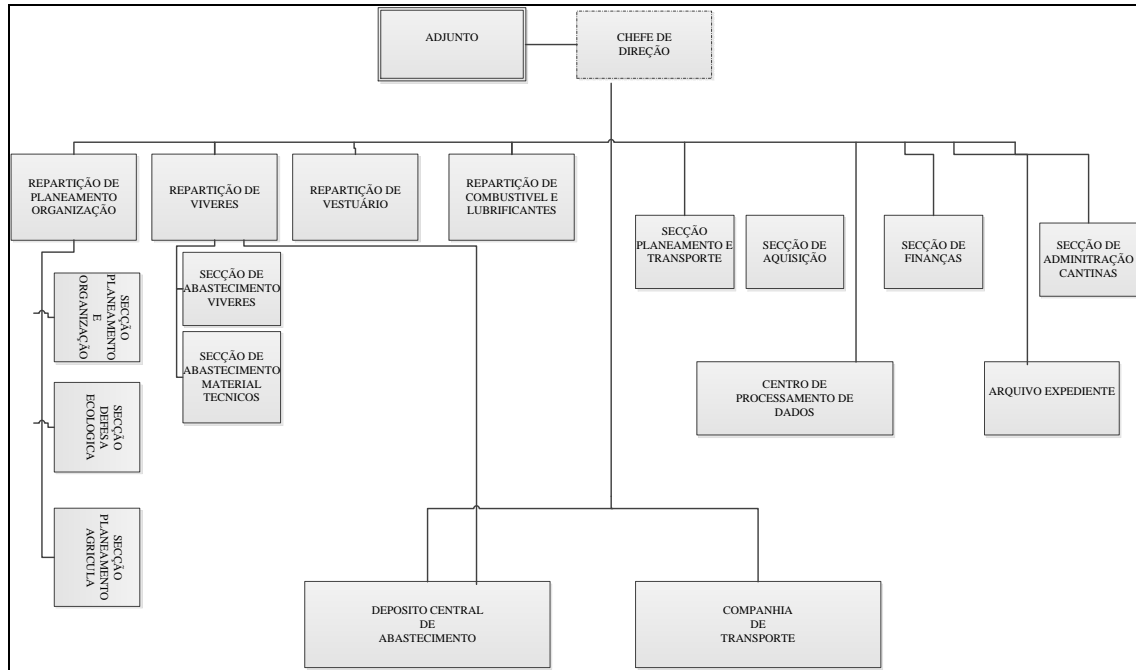 ADJUNTO
CHEFE DE
DIREÇÃO
REPARTIÇÃO DE
PLANEAMENTO
ORGANIZAÇÃO
REPARTIÇÃO DE
VIVERES
REPARTIÇÃO DE
VESTUÁRIO
REPARTIÇÃO DE
COMBUSTIVEL E
LUBRIFICANTES
SECÇÃO
PLANEAMENTO E
TRANSPORTE
SECÇÃO DE
AQUISIÇÃO
SECÇÃO DE
FINANÇAS
SECÇÃO DE
ADMINITRAÇÃO
CANTINAS
SECÇÃO
PLANEAMENTO
E
ORGANIZAÇÃO
SECÇÃO DE
ABASTECIMENTO
VIVERES
SECÇÃO DE
ABASTECIMENTO
MATERIAL
TECNICOS
SECÇÃO
DEFESA
ECOLOGICA
CENTRO DE
PROCESSAMENTO DE
DADOS
ARQUIVO EXPEDIENTE
SECÇÃO
PLANEAMENTO
AGRICULA
DEPOSITO CENTRAL
DE
ABASTECIMENTO
COMPANHIA
DE
TRANSPORTE